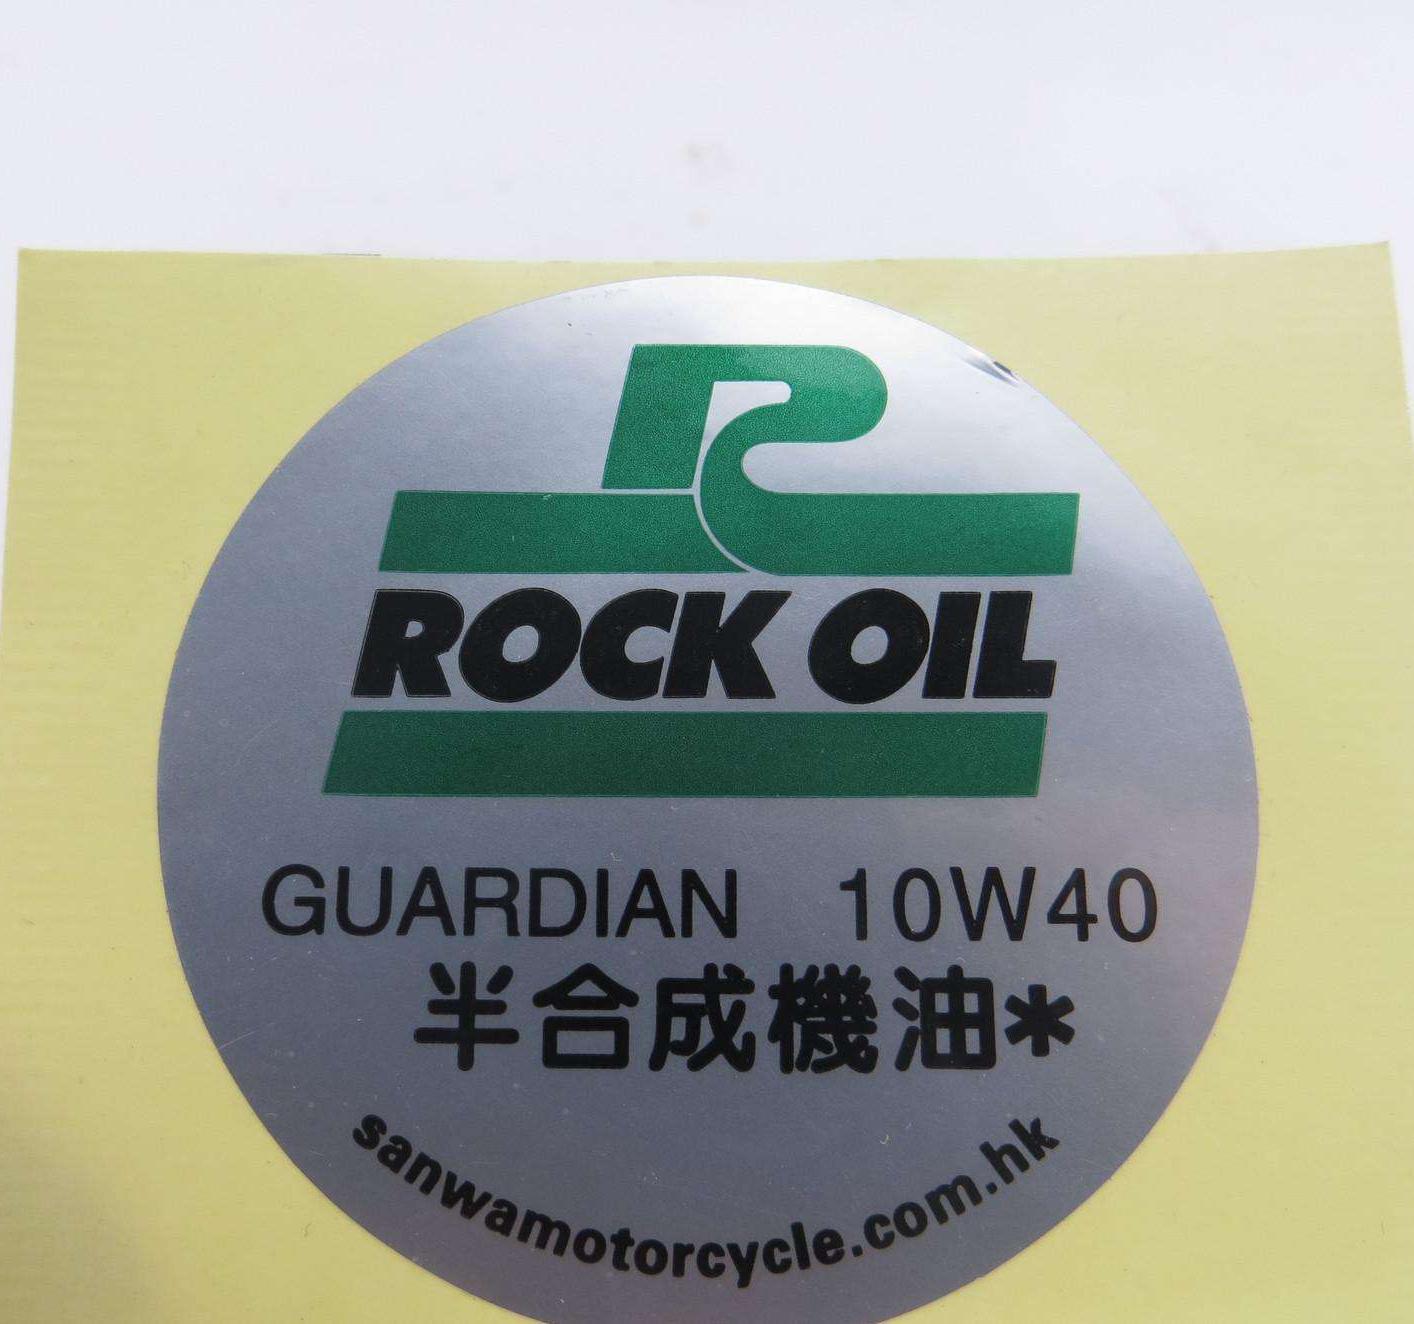 R
ROCK OIL
GUARDIAN 10W40
半合成機油*
sanwamotorcycle.com.hk